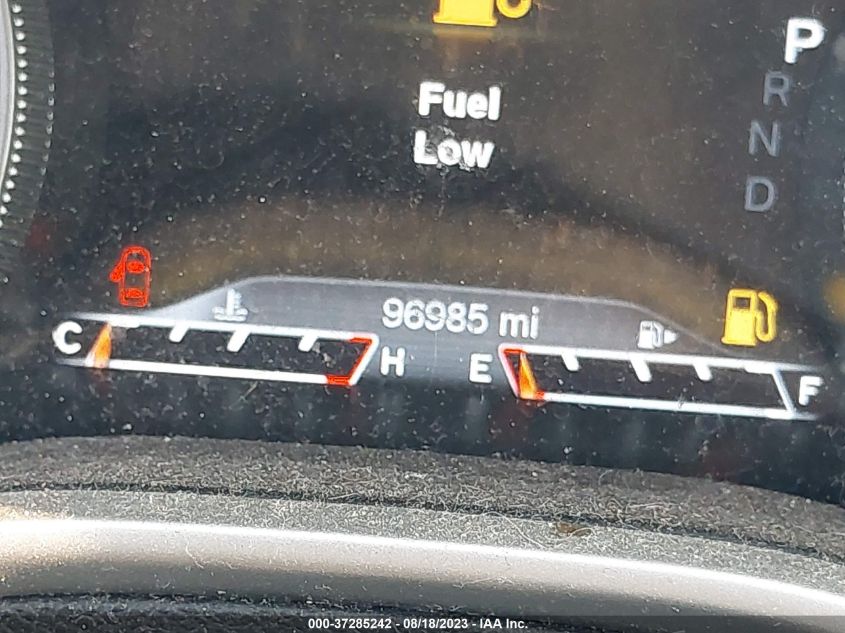 P
R
N
D
Fuel
Low
96985 mi
C H E F
000-37285242 - 08/18/2023 - IAA Inc.